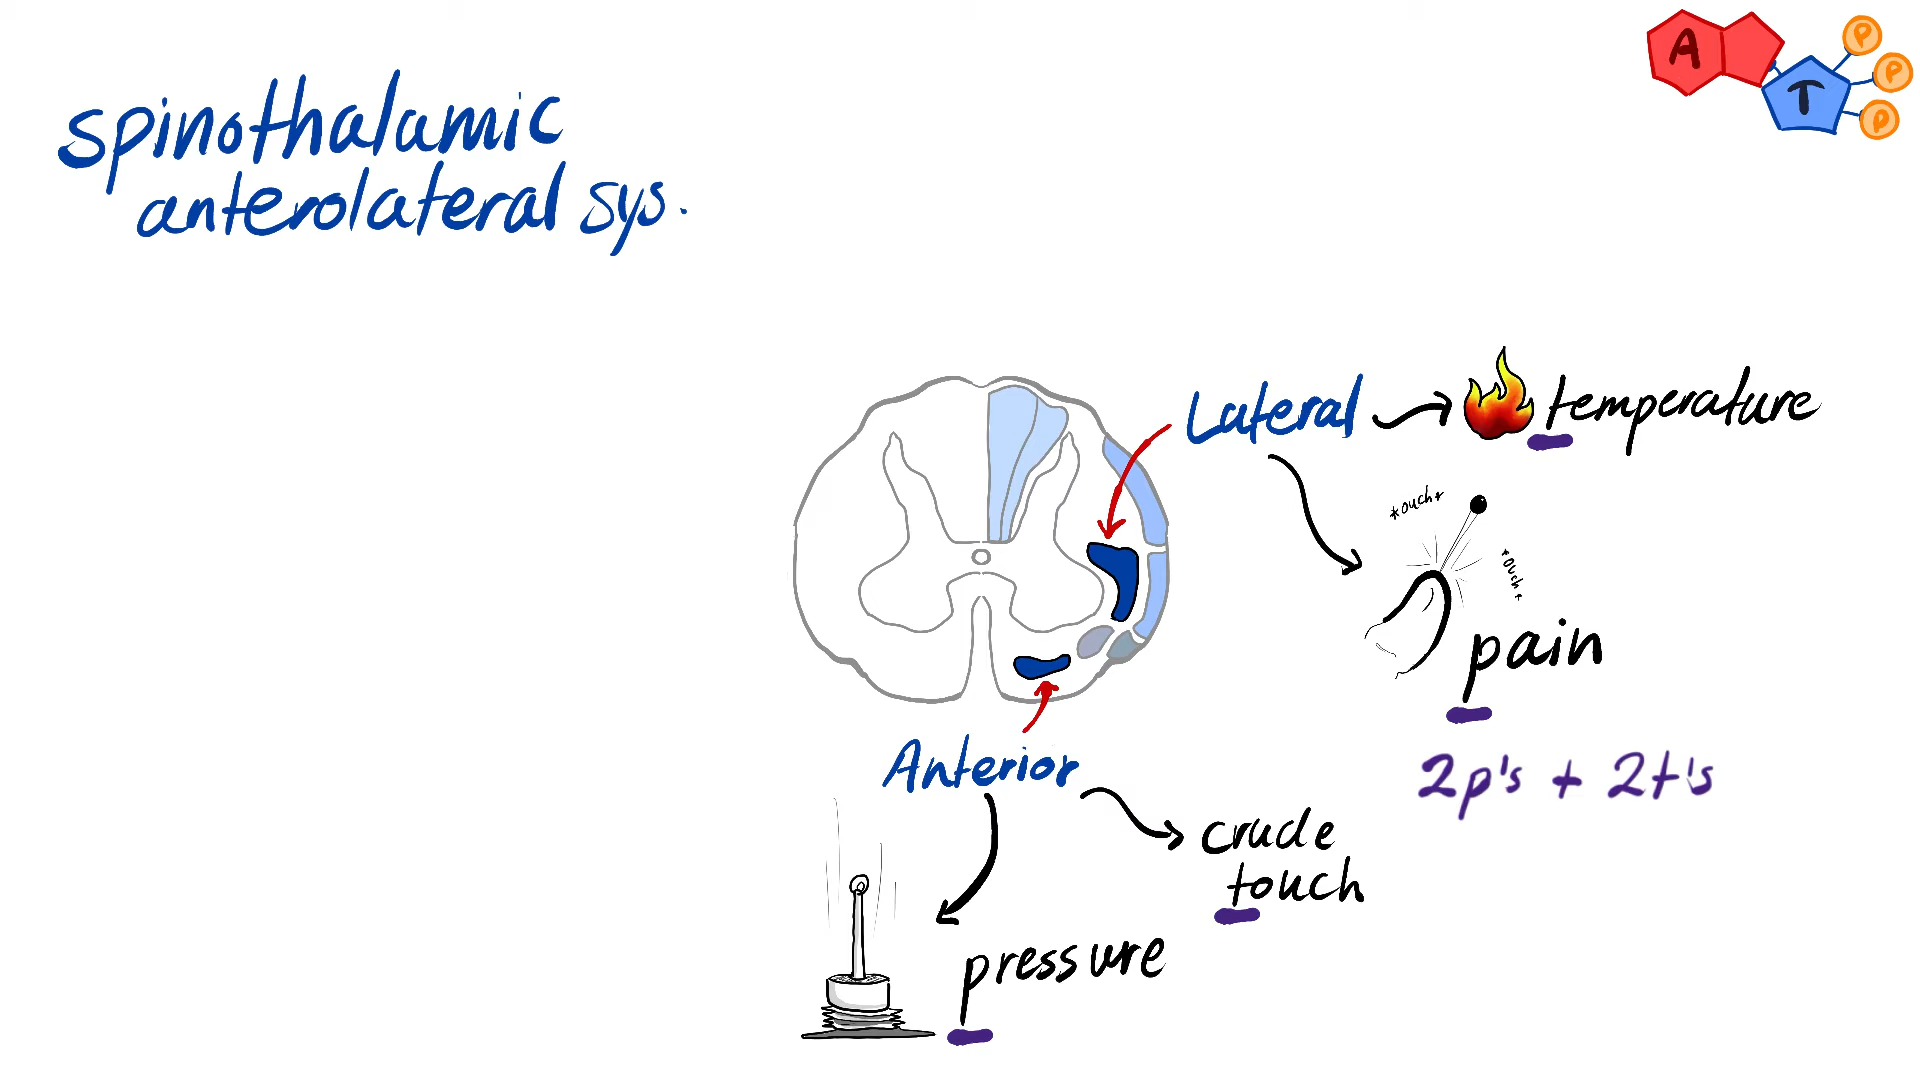 spinothalamic
anterolateral sys.
A
T
P
P
P
Lateral
temperature
*ouch*
*ouch*
pain
2p's + 2t's
Anterior
crude
touch
pressure